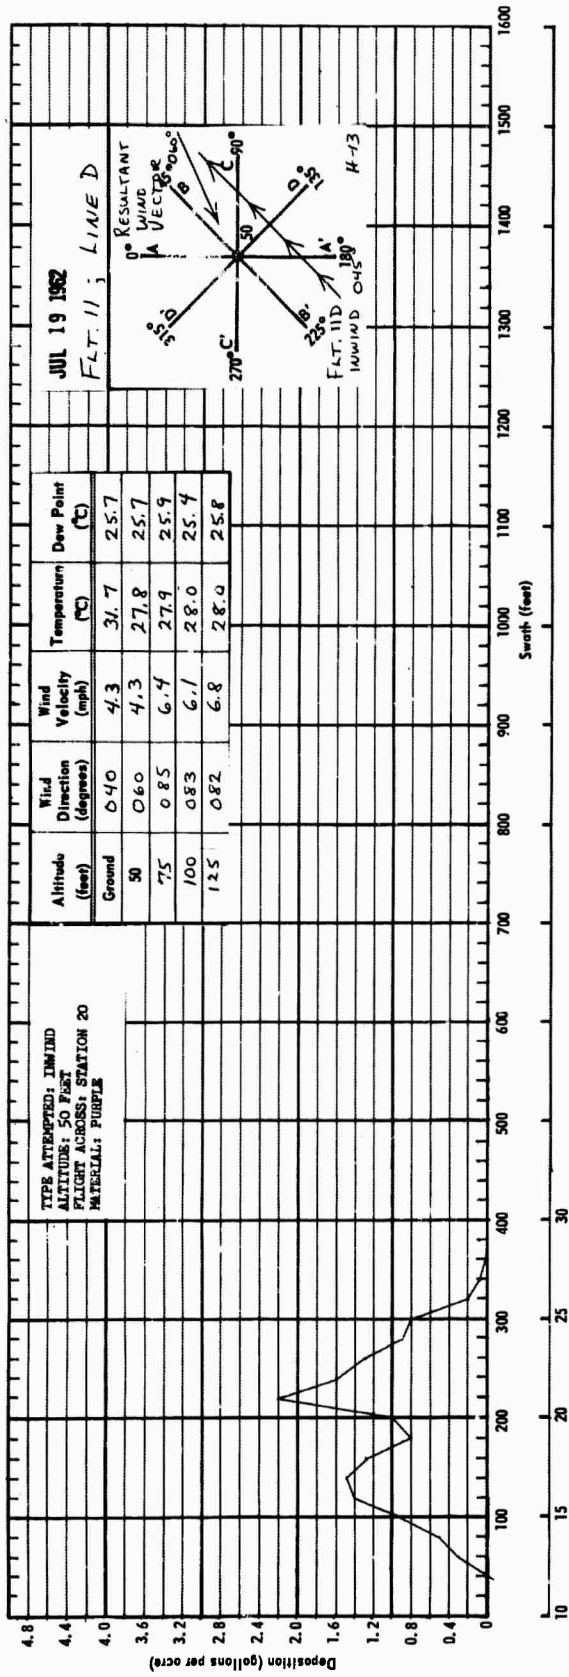 TYPE ATTEMPTED: INWIND
ALTITUDE: 50 FEET
FLIGHT ACROSS: STATION 20
MATERIAL: PURPLE
Altitude (feet) Wind Direction (degrees) Wind Velocity (mph) Temperature (°C) Dew Point (°C)
Ground 040 4.3 31.7 25.7
50 060 4.3 27.8 25.7
75 085 6.4 27.9 25.9
100 083 6.1 28.0 25.4
125 082 6.8 28.0 25.8
JUL 19 1962
FLT. 11 ; LINE D
0° RESULTANT
A WIND
VECTOR
45° 060°
B
315° D'
270° C'
C 90°
50
D 135°
B' 225°
A' 180°
FLT. 11D
INWIND 045
H-13
Deposition (gallons per acre)
4.8
4.4
4.0
3.6
3.2
2.8
2.4
2.0
1.6
1.2
0.8
0.4
0
100 200 300 400 500 600 700 800 900 1000 1100 1200 1300 1400 1500 1600
Swath (feet)
10 15 20 25 30